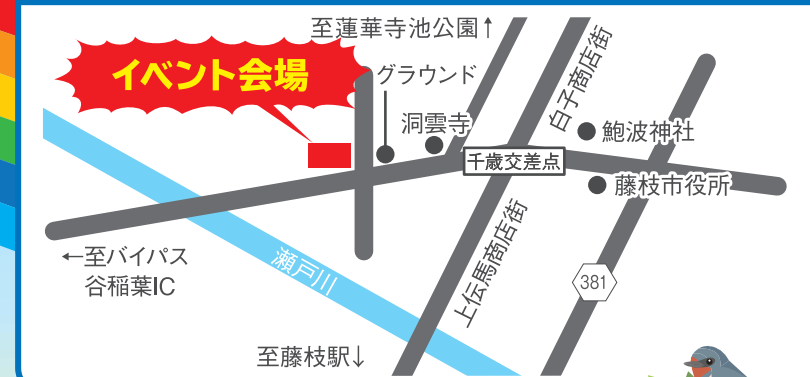 至蓮華寺池公園↑
イベント会場
グラウンド
洞雲寺
白子商店街
鮑波神社
千歳交差点
藤枝市役所
←至バイパス
谷稲葉IC
瀬戸川
上伝馬商店街
381
至藤枝駅↓